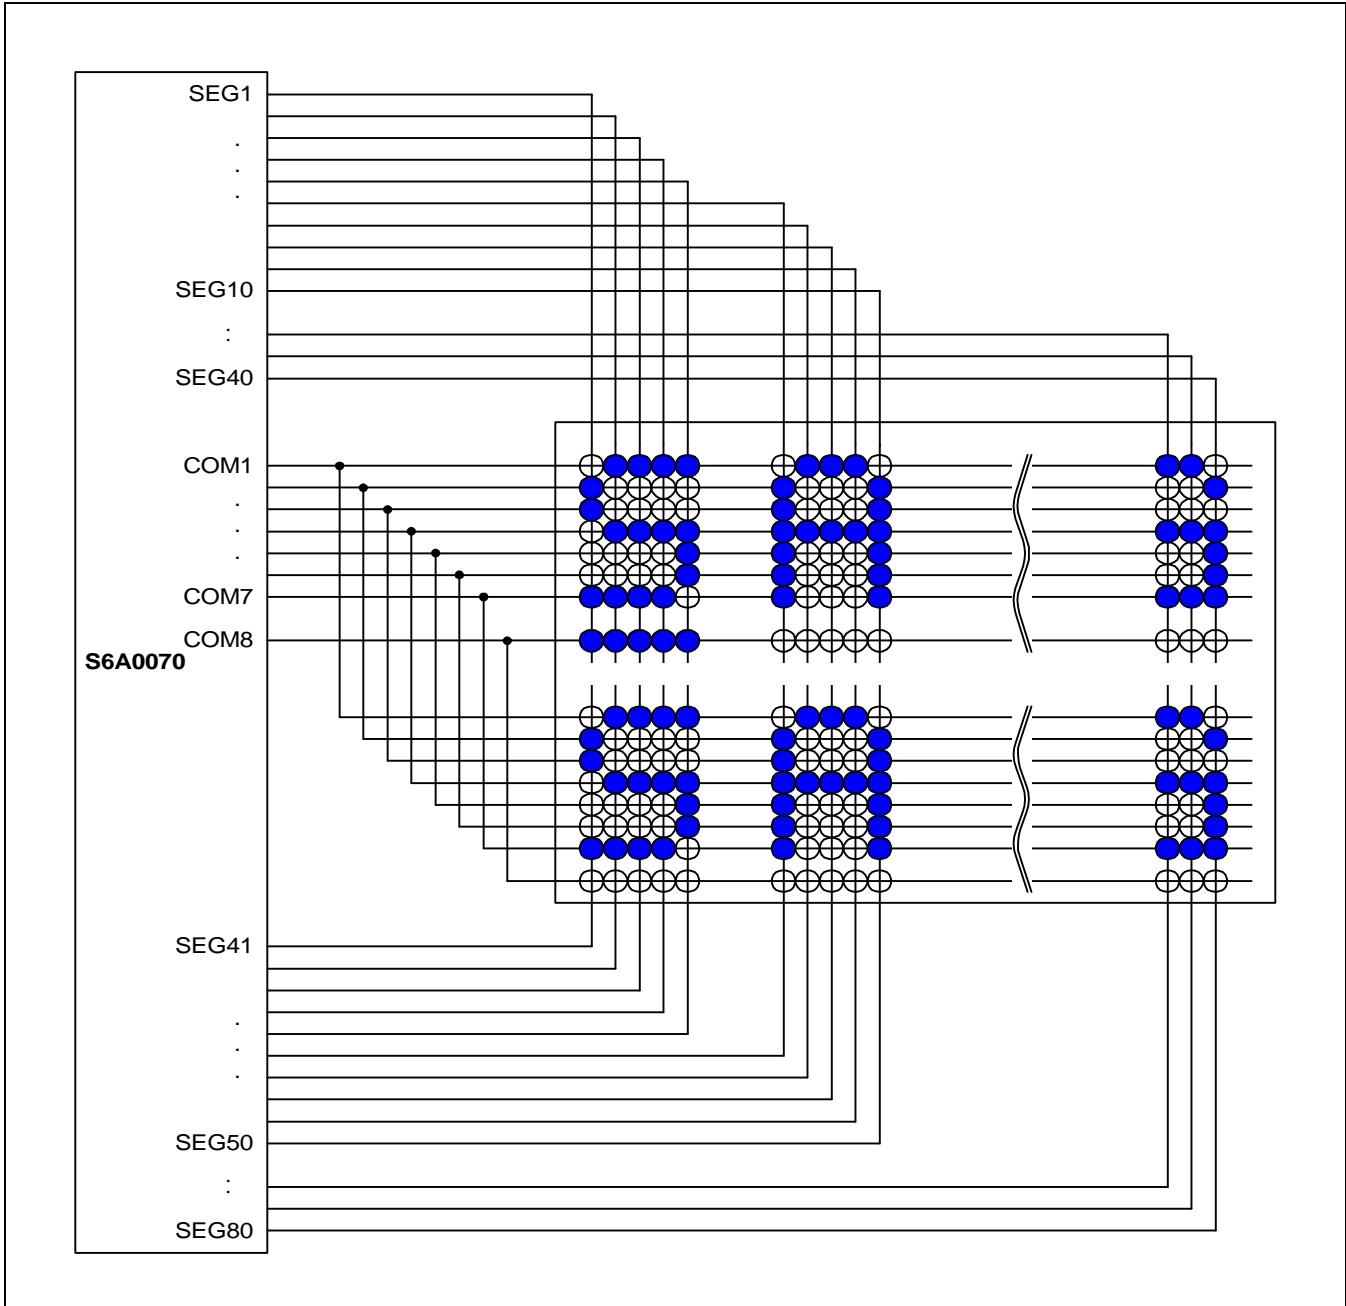 SEG1
.
.
.
SEG10
:
SEG40
COM1
.
.
.
COM7
COM8
S6A0070
SEG41
.
.
.
SEG50
:
SEG80